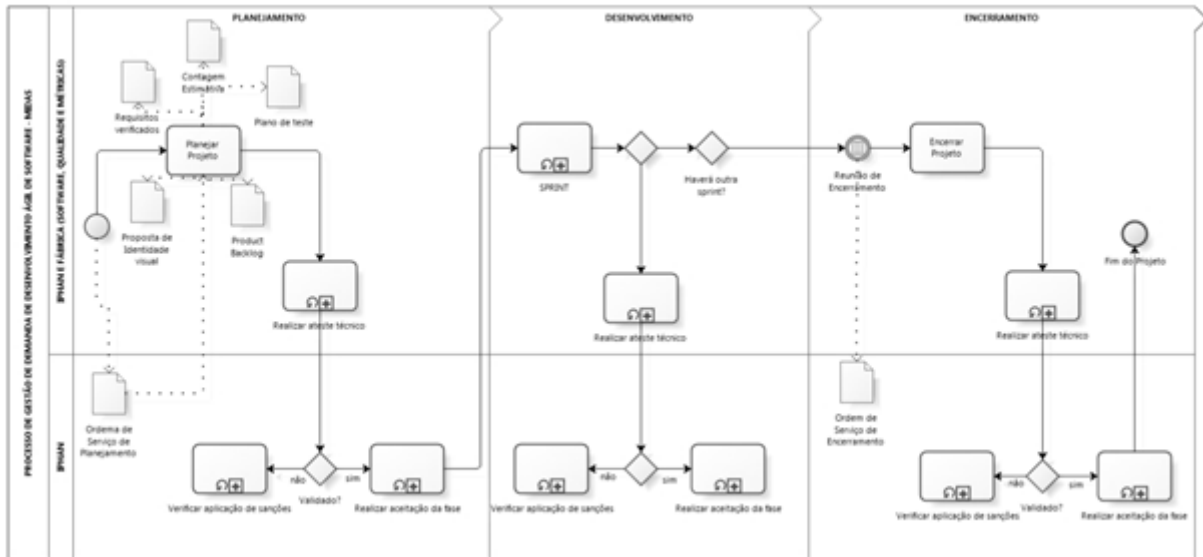 PROCESSO DE GESTÃO DE DEMANDA DE DESENVOLVIMENTO ÁGIL DE SOFTWARE - MIDAS
IPHAN E FÁBRICA (SOFTWARE, QUALIDADE E MÉTRICAS)
IPHAN
PLANEJAMENTO
DESENVOLVIMENTO
ENCERRAMENTO
Contagem
Estimativa
Requisitos
verificados
Plano de teste
Planejar
Projeto
Proposta de
Identidade
visual
Product
Backlog
Realizar ateste técnico
Ordema de
Serviço de
Planejamento
não
sim
Validado?
Verificar aplicação de sanções
Realizar aceitação da fase
SPRINT
Haverá outra
sprint?
Realizar ateste técnico
não
sim
Verificar aplicação de sanções
Realizar aceitação da fase
Reunião de
Encerramento
Encerrar
Projeto
Fim do Projeto
Realizar ateste técnico
Ordem de
Serviço de
Encerramento
não
sim
Validado?
Verificar aplicação de sanções
Realizar aceitação da fase